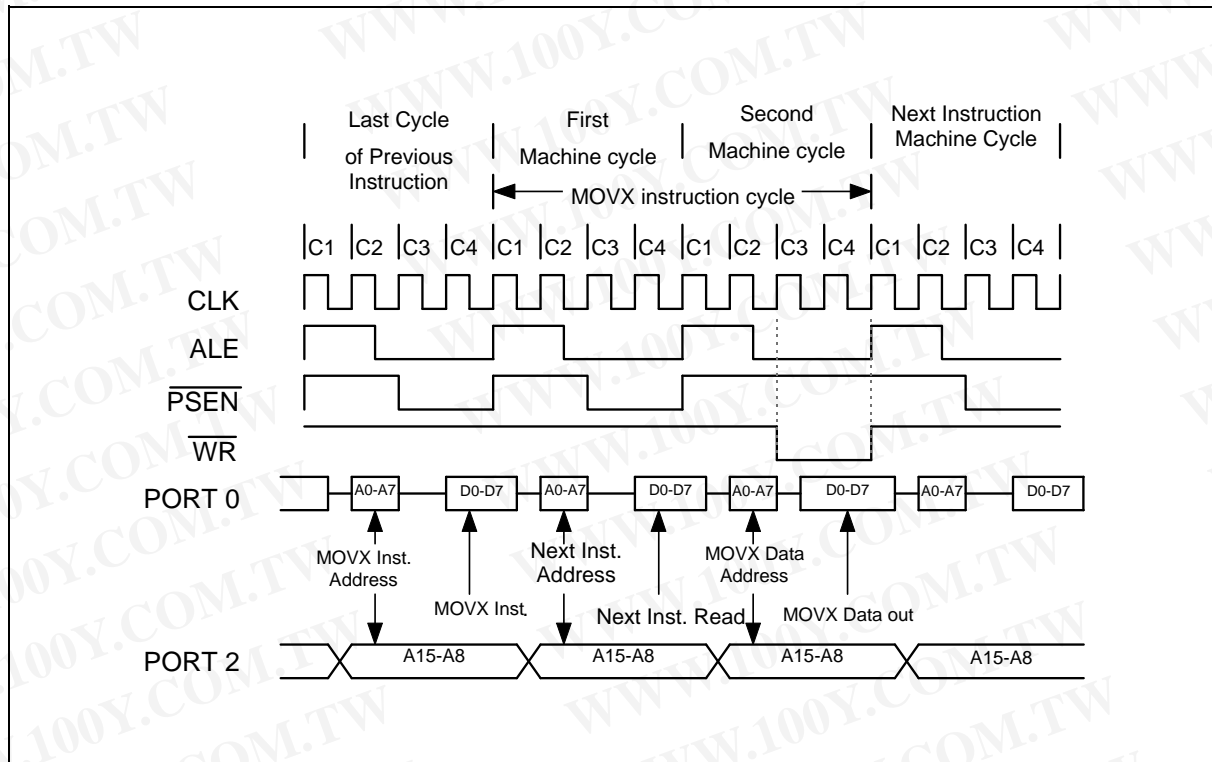 Last Cycle
of Previous
Instruction
First
Machine cycle
Second
Machine cycle
Next Instruction
Machine Cycle
MOVX instruction cycle
C1 C2 C3 C4 C1 C2 C3 C4 C1 C2 C3 C4 C1 C2 C3 C4
CLK
ALE
PSEN
WR
PORT 0
A0-A7 D0-D7 A0-A7 D0-D7 A0-A7 D0-D7 A0-A7 D0-D7
MOVX Inst.
Address
MOVX Inst.
Next Inst.
Address
Next Inst. Read
MOVX Data
Address
MOVX Data out
PORT 2
A15-A8 A15-A8 A15-A8 A15-A8
WWW.100Y.COM.TW